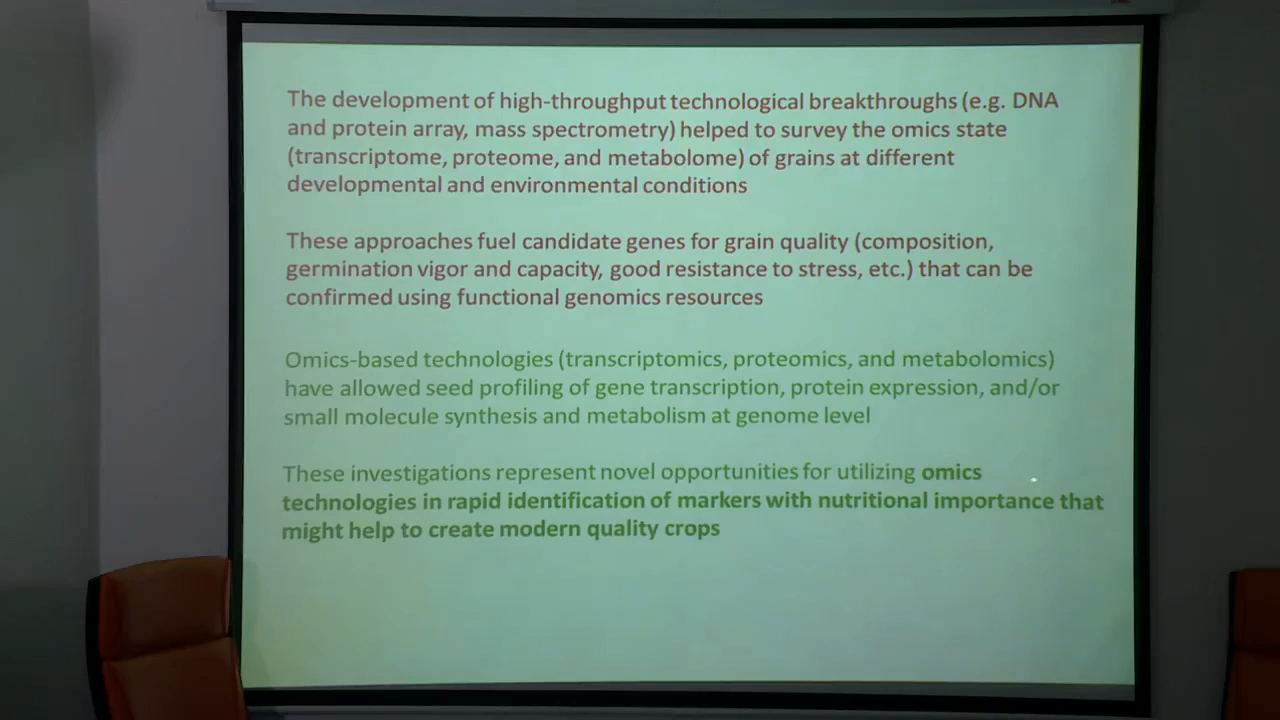 The development of high-throughput technological breakthroughs (e.g. DNA
and protein array, mass spectrometry) helped to survey the omics state
(transcriptome, proteome, and metabolome) of grains at different
developmental and environmental conditions
These approaches fuel candidate genes for grain quality (composition,
germination vigor and capacity, good resistance to stress, etc.) that can be
confirmed using functional genomics resources
Omics-based technologies (transcriptomics, proteomics, and metabolomics)
have allowed seed profiling of gene transcription, protein expression, and/or
small molecule synthesis and metabolism at genome level
These investigations represent novel opportunities for utilizing omics
technologies in rapid identification of markers with nutritional importance that
might help to create modern quality crops